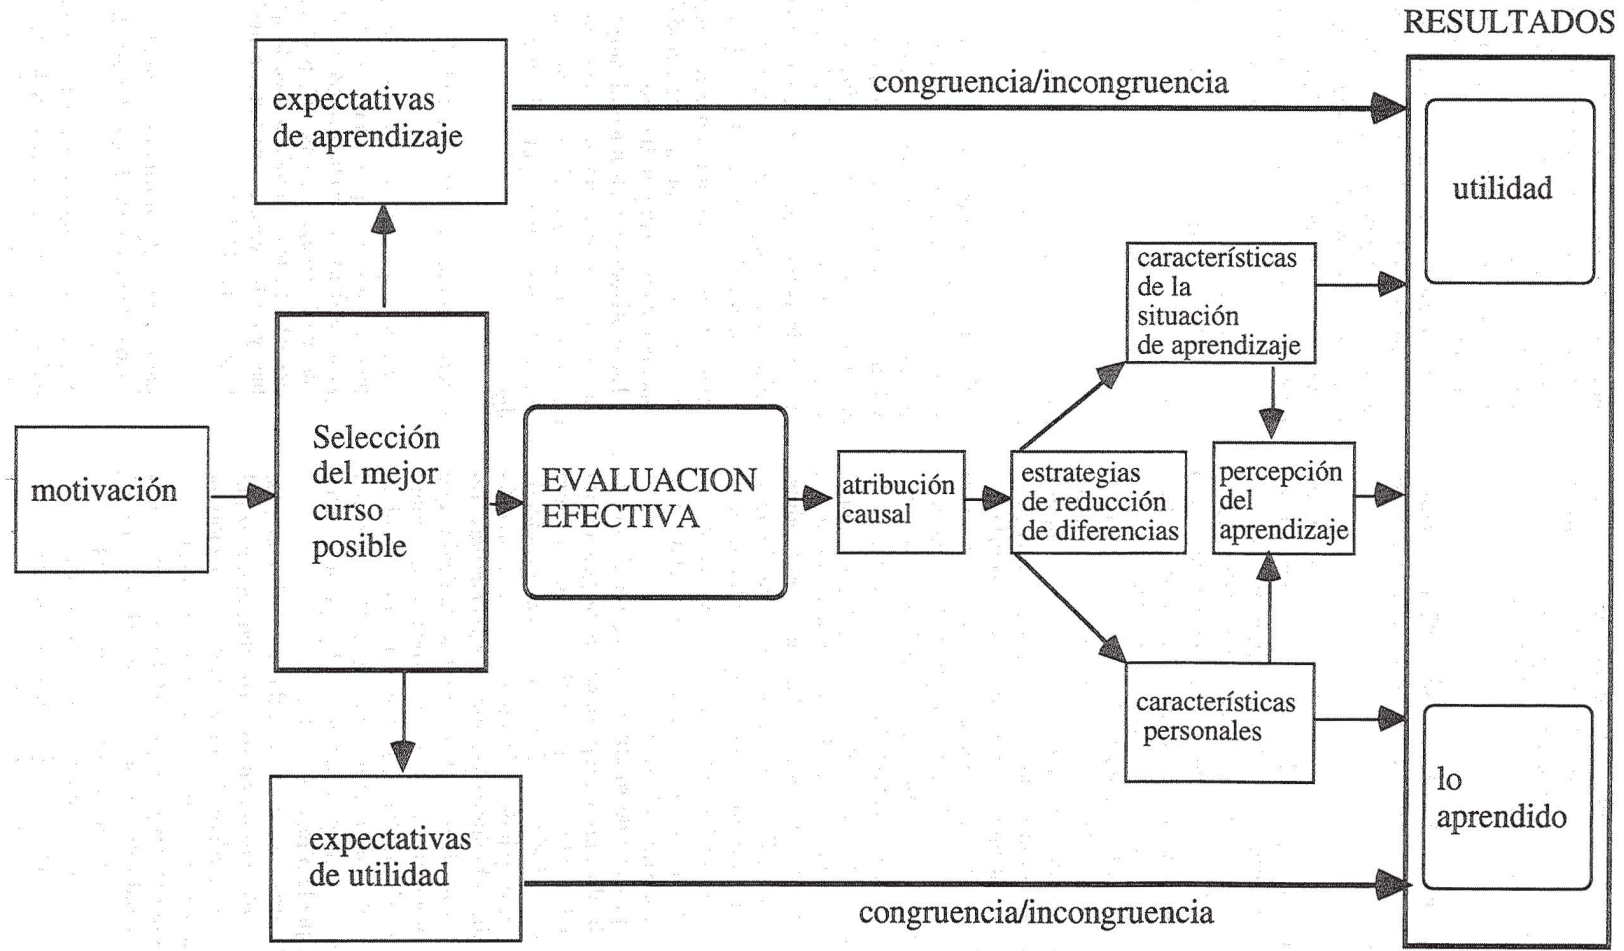 RESULTADOS
expectativas
de aprendizaje
congruencia/incongruencia
utilidad
características
de la
situación
de aprendizaje
motivación
Selección
del mejor
curso
posible
EVALUACION
EFECTIVA
atribución
causal
estrategias
de reducción
de diferencias
percepción
del
aprendizaje
características
personales
lo
aprendido
expectativas
de utilidad
congruencia/incongruencia